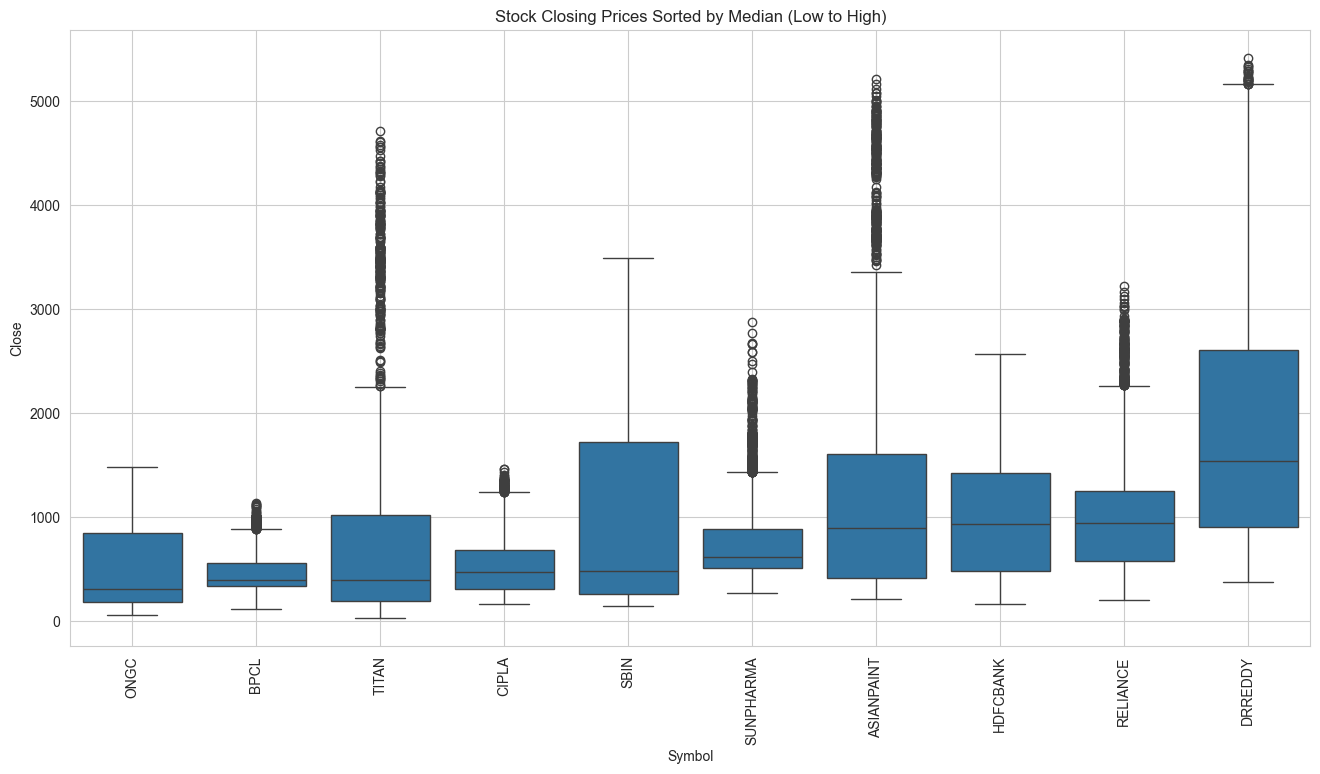 Stock Closing Prices Sorted by Median (Low to High)
5000
4000
3000
2000
1000
0
Close
ONGC
BPCL
TITAN
CIPLA
SBIN
SUNPHARMA
ASIANPAINT
HDFCBANK
RELIANCE
DRREDDY
Symbol